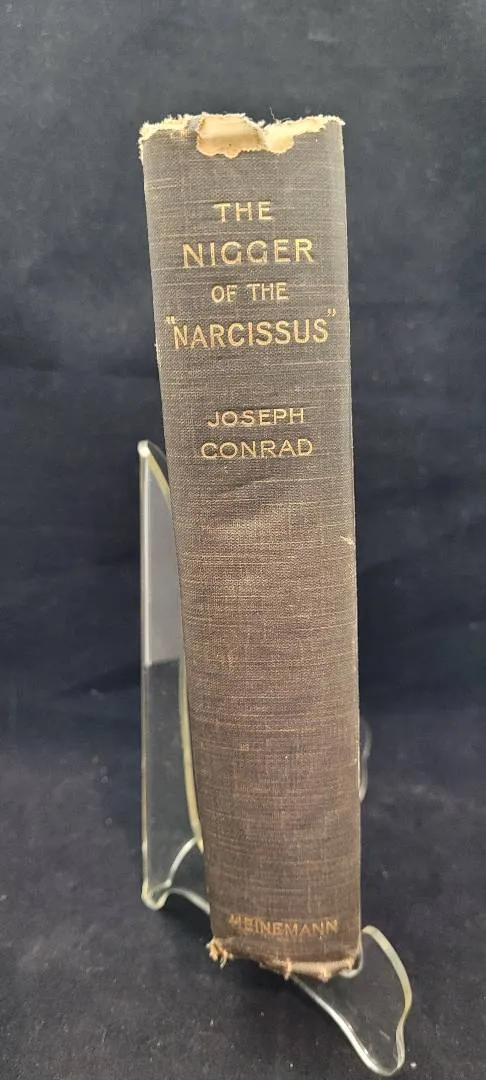 THE
NIGGER
OF THE
"NARCISSUS"
JOSEPH
CONRAD
HEINEMANN